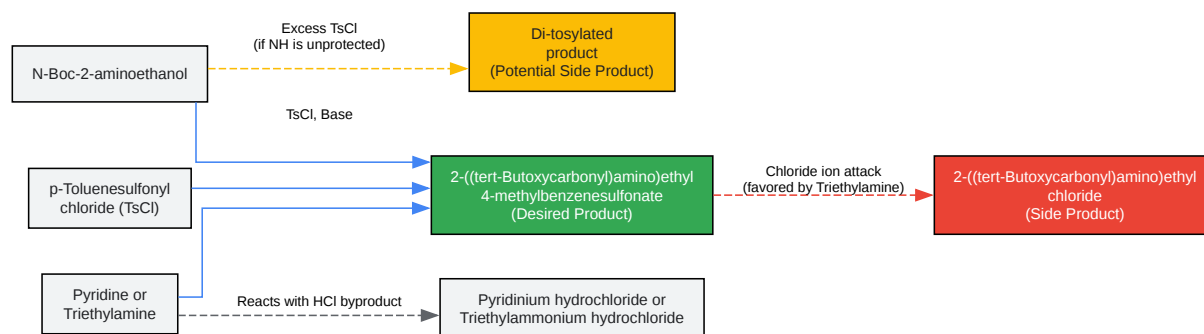 Excess TsCl
(if NH is unprotected)
Di-tosylated
product
(Potential Side Product)
N-Boc-2-aminoethanol
TsCl, Base
p-Toluenesulfonyl
chloride (TsCl)
2-((tert-Butoxycarbonyl)amino)ethyl
4-methylbenzenesulfonate
(Desired Product)
Chloride ion attack
(favored by Triethylamine)
2-((tert-Butoxycarbonyl)amino)ethyl
chloride
(Side Product)
Pyridine or
Triethylamine
Reacts with HCl byproduct
Pyridinium hydrochloride or
Triethylammonium hydrochloride